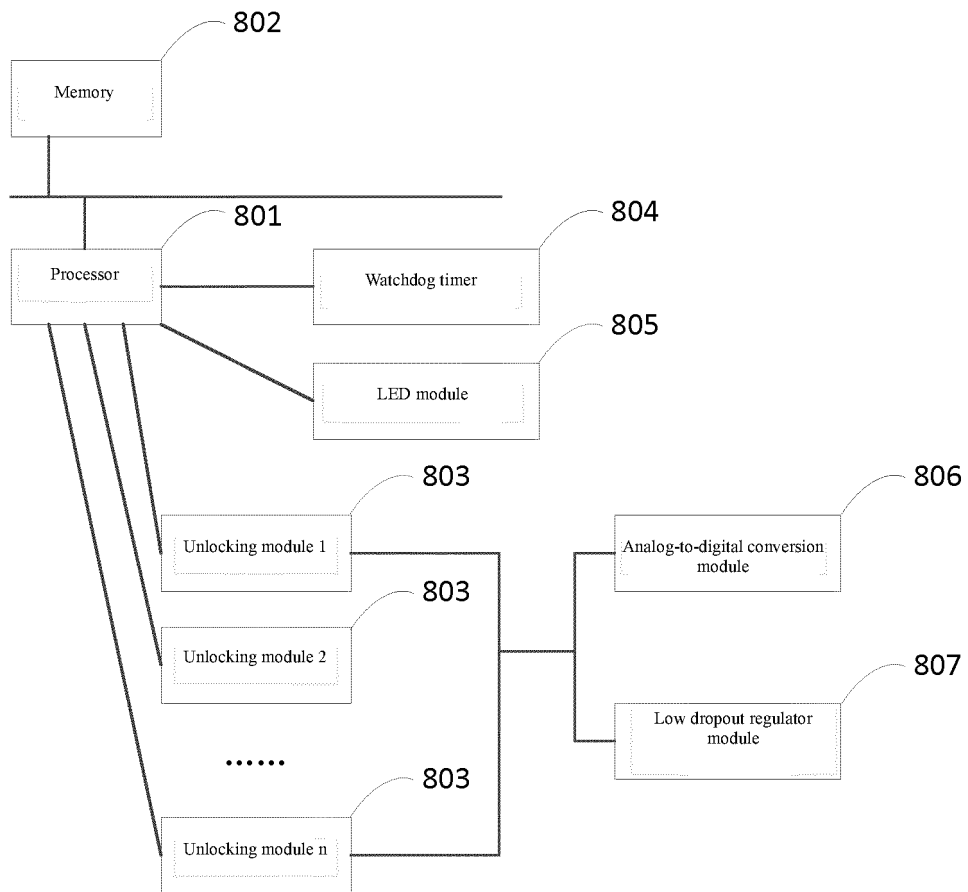 802
Memory
801
Processor
804
Watchdog timer
805
LED module
803
Unlocking module 1
806
Analog-to-digital conversion
module
803
Unlocking module 2
807
Low dropout regulator
module
......
803
Unlocking module n